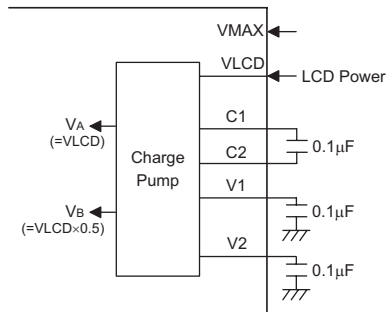 VMAX
VLCD
LCD Power
VA
(=VLCD)
C1
0.1μF
C2
Charge
Pump
V1
0.1μF
VB
(=VLCD×0.5)
V2
0.1μF